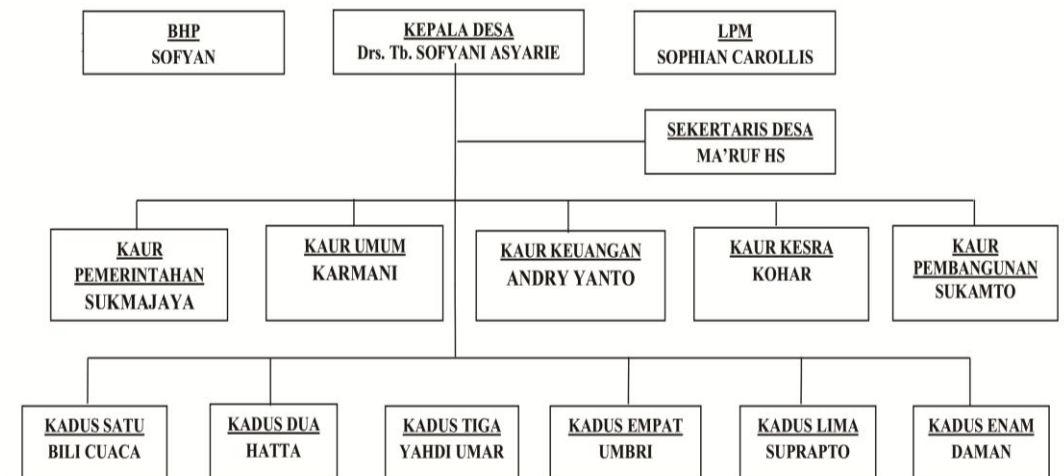 BHP
SOFYAN
KEPALA DESA
Drs. Tb. SOFYANI ASYARIE
LPM
SOPHIAN CAROLLIS
SEKERTARIS DESA
MA’RUF HS
KAUR
PEMERINTAHAN
SUKMAJAYA
KAUR UMUM
KARMANI
KAUR KEUANGAN
ANDRY YANTO
KAUR KESRA
KOHAR
KAUR
PEMBANGUNAN
SUKAMTO
KADUS SATU
BILI CUACA
KADUS DUA
HATTA
KADUS TIGA
YAHDI UMAR
KADUS EMPAT
UMBRI
KADUS LIMA
SUPRAPTO
KADUS ENAM
DAMAN